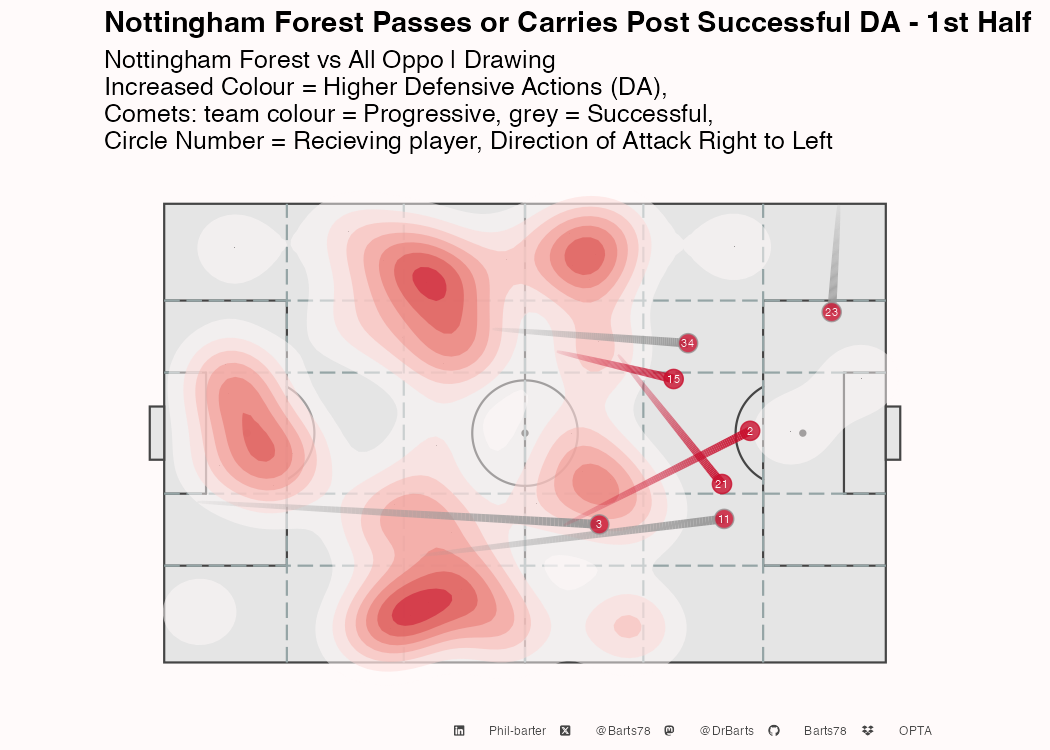 Nottingham Forest Passes or Carries Post Successful DA - 1st Half
Nottingham Forest vs All Oppo | Drawing
Increased Colour = Higher Defensive Actions (DA),
Comets: team colour = Progressive, grey = Successful,
Circle Number = Recieving player, Direction of Attack Right to Left
23
34
15
2
21
11
3
Phil-barter @Barts78 @DrBarts Barts78 OPTA